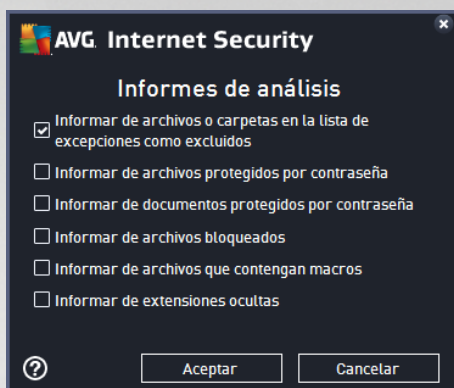 AVG Internet Security
Informes de análisis
Informar de archivos o carpetas en la lista de
excepciones como excluidos
Informar de archivos protegidos por contraseña
Informar de documentos protegidos por contraseña
Informar de archivos bloqueados
Informar de archivos que contengan macros
Informar de extensiones ocultas
?
Aceptar
Cancelar